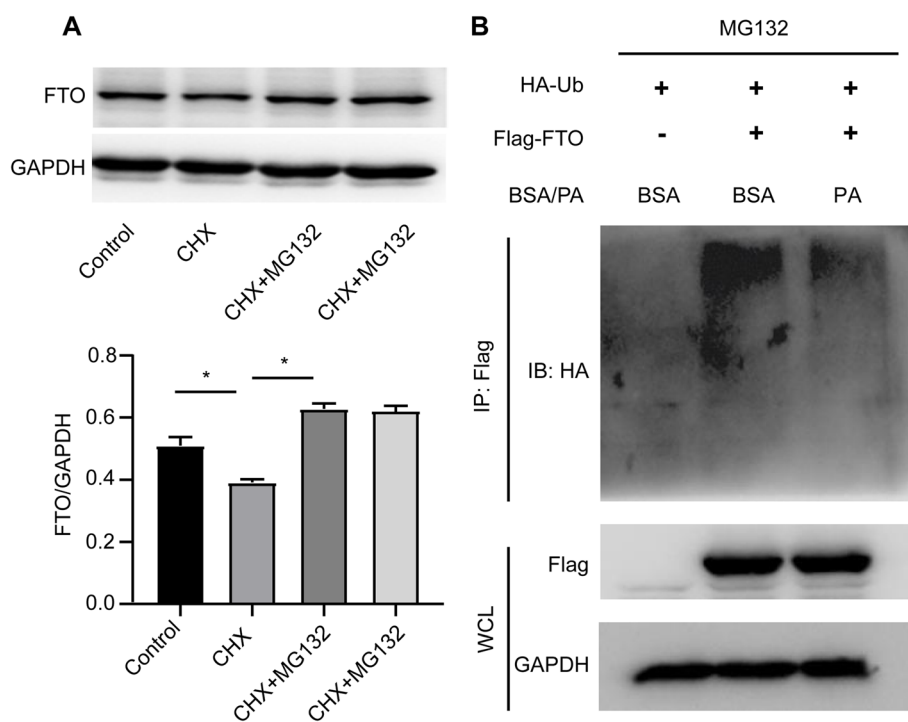 A
FTO
GAPDH
Control
CHX
CHX+MG132
CHX+MG132
0.8
0.6
0.4
0.2
0.0
FTO/GAPDH
*
*
Control
CHX
CHX+MG132
CHX+MG132
B
MG132
HA-Ub + + +
Flag-FTO - + +
BSA/PA BSA BSA PA
IP: Flag
IB: HA
WCL
Flag
GAPDH